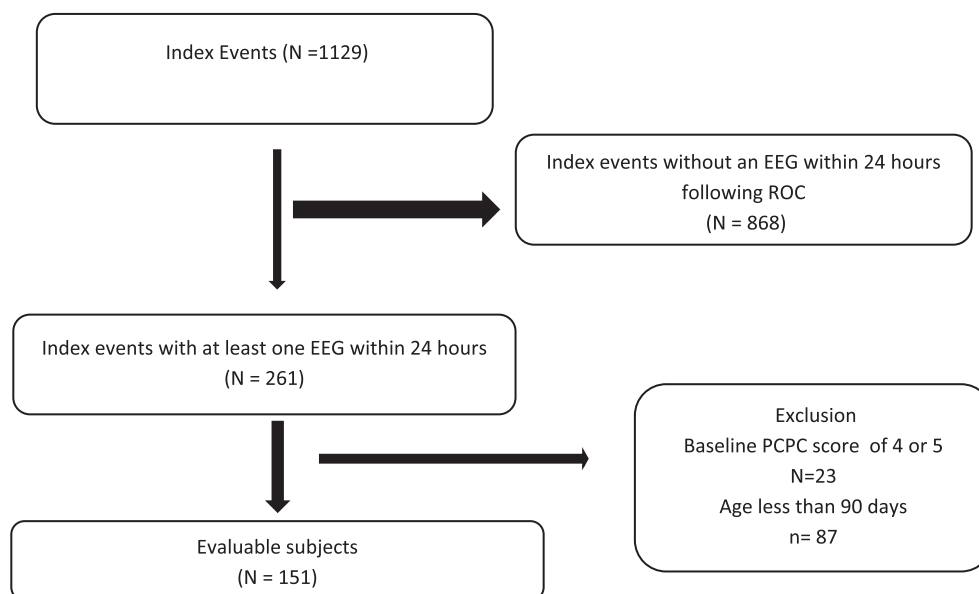 Index Events (N =1129)
Index events without an EEG within 24 hours
following ROC
(N = 868)
Index events with at least one EEG within 24 hours
(N = 261)
Exclusion
Baseline PCPC score of 4 or 5
N=23
Age less than 90 days
n= 87
Evaluable subjects
(N = 151)